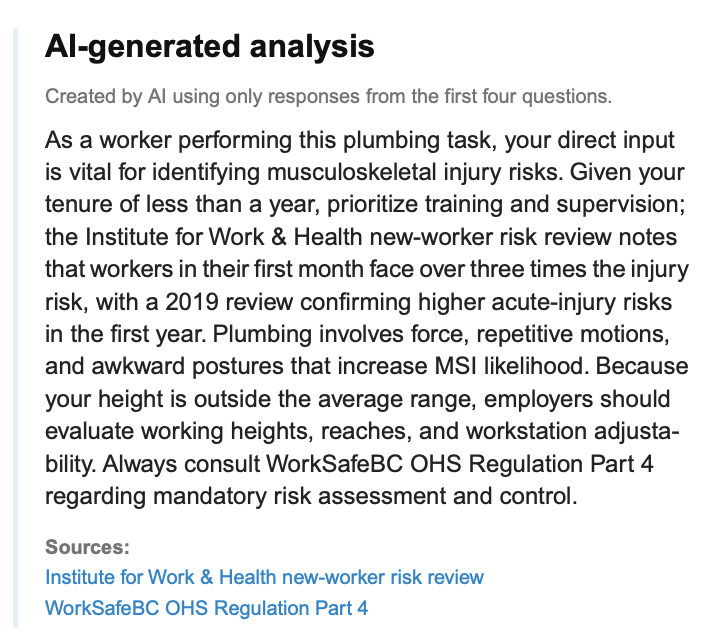 AI-generated analysis
Created by AI using only responses from the first four questions.
As a worker performing this plumbing task, your direct input
is vital for identifying musculoskeletal injury risks. Given your
tenure of less than a year, prioritize training and supervision;
the Institute for Work & Health new-worker risk review notes
that workers in their first month face over three times the injury
risk, with a 2019 review confirming higher acute-injury risks
in the first year. Plumbing involves force, repetitive motions,
and awkward postures that increase MSI likelihood. Because
your height is outside the average range, employers should
evaluate working heights, reaches, and workstation adjusta-
bility. Always consult WorkSafeBC OHS Regulation Part 4
regarding mandatory risk assessment and control.
Sources:
Institute for Work & Health new-worker risk review
WorkSafeBC OHS Regulation Part 4